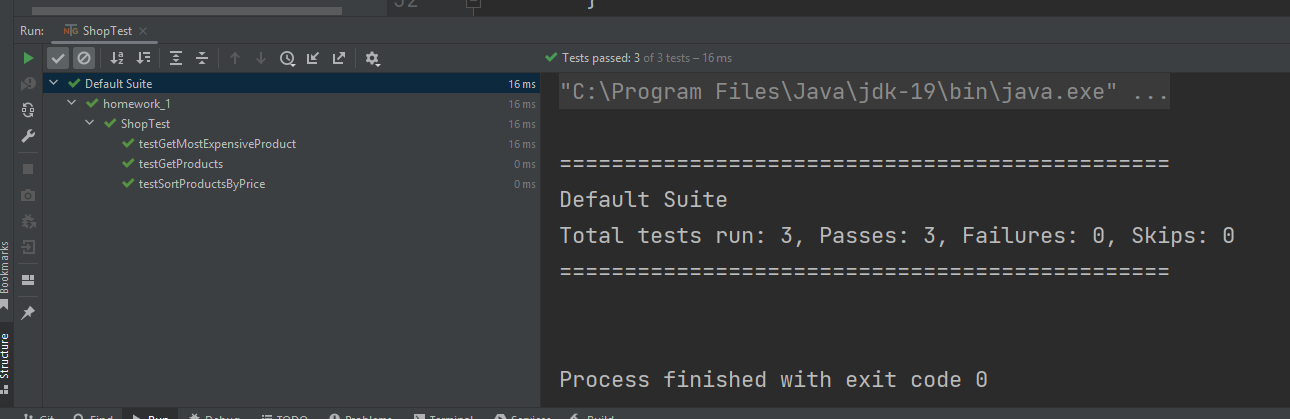 52 }
Run: ShopTest
Tests passed: 3 of 3 tests – 16 ms
Default Suite 16 ms
homework_1 16 ms
ShopTest 16 ms
testGetMostExpensiveProduct 16 ms
testGetProducts 0 ms
testSortProductsByPrice 0 ms
"C:\Program Files\Java\jdk-19\bin\java.exe" ...
===============================================
Default Suite
Total tests run: 3, Passes: 3, Failures: 0, Skips: 0
===============================================
Process finished with exit code 0
Bookmarks
Structure
Git Find Run Debug TODO Problems Terminal Services Build